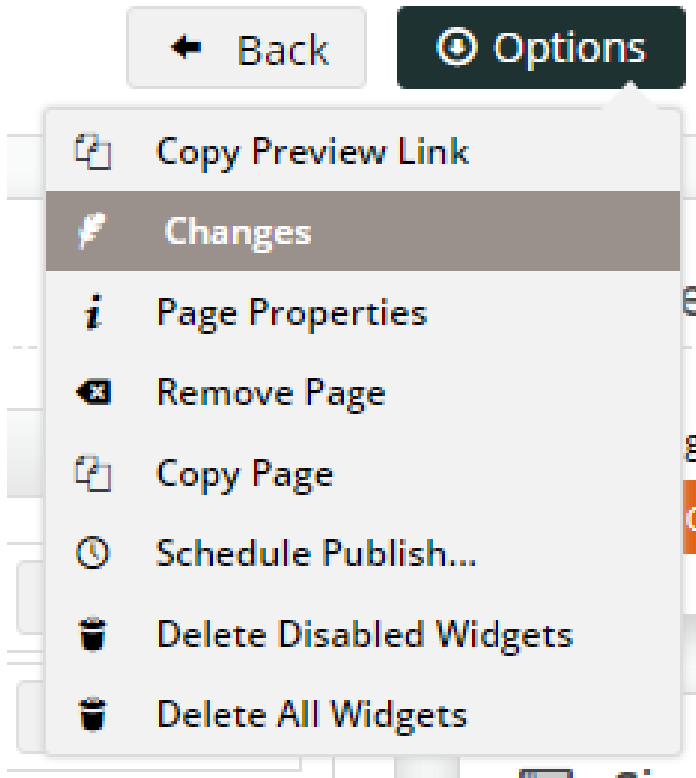 Back
Options
Copy Preview Link
Changes
Page Properties
Remove Page
Copy Page
Schedule Publish...
Delete Disabled Widgets
Delete All Widgets